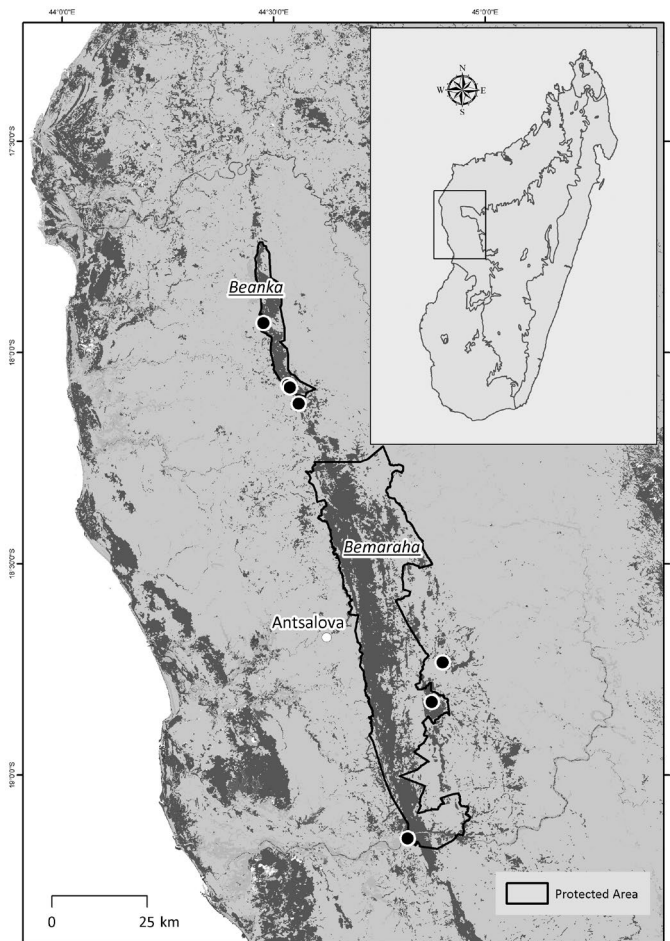 44°0'0"E 44°30'0"E 45°0'0"E
N
W E
S
17°30'0"S
Beanka
18°0'0"S
Bemaraha
18°30'0"S
Antsalova
19°0'0"S
Protected Area
0 25 km